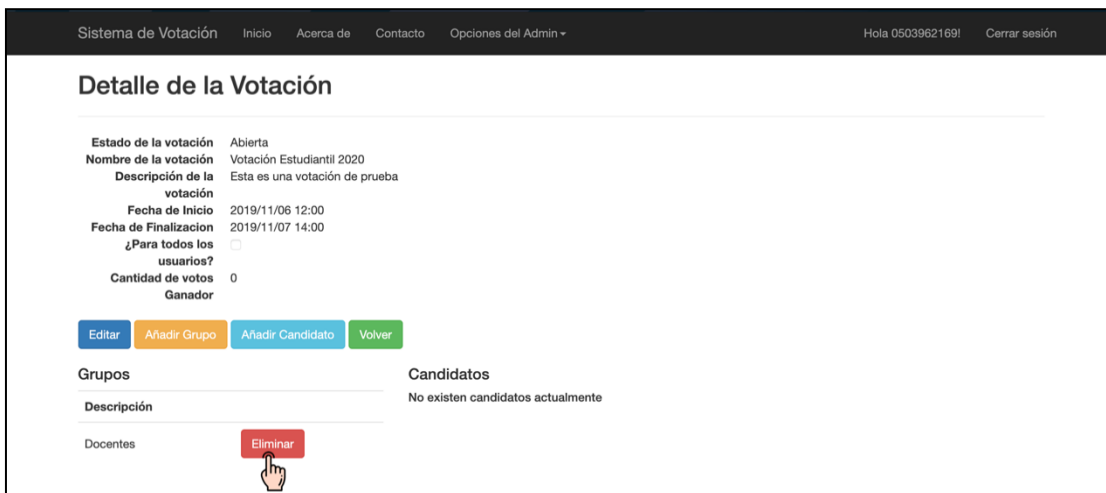 Sistema de Votación Inicio Acerca de Contacto Opciones del Admin Hola 0503962169! Cerrar sesión
Detalle de la Votación
Estado de la votación Abierta
Nombre de la votación Votación Estudiantil 2020
Descripción de la Esta es una votación de prueba
votación
Fecha de Inicio 2019/11/06 12:00
Fecha de Finalizacion 2019/11/07 14:00
¿Para todos los
usuarios?
Cantidad de votos 0
Ganador
Editar Añadir Grupo Añadir Candidato Volver
Grupos Candidatos
No existen candidatos actualmente
Descripción
Docentes Eliminar